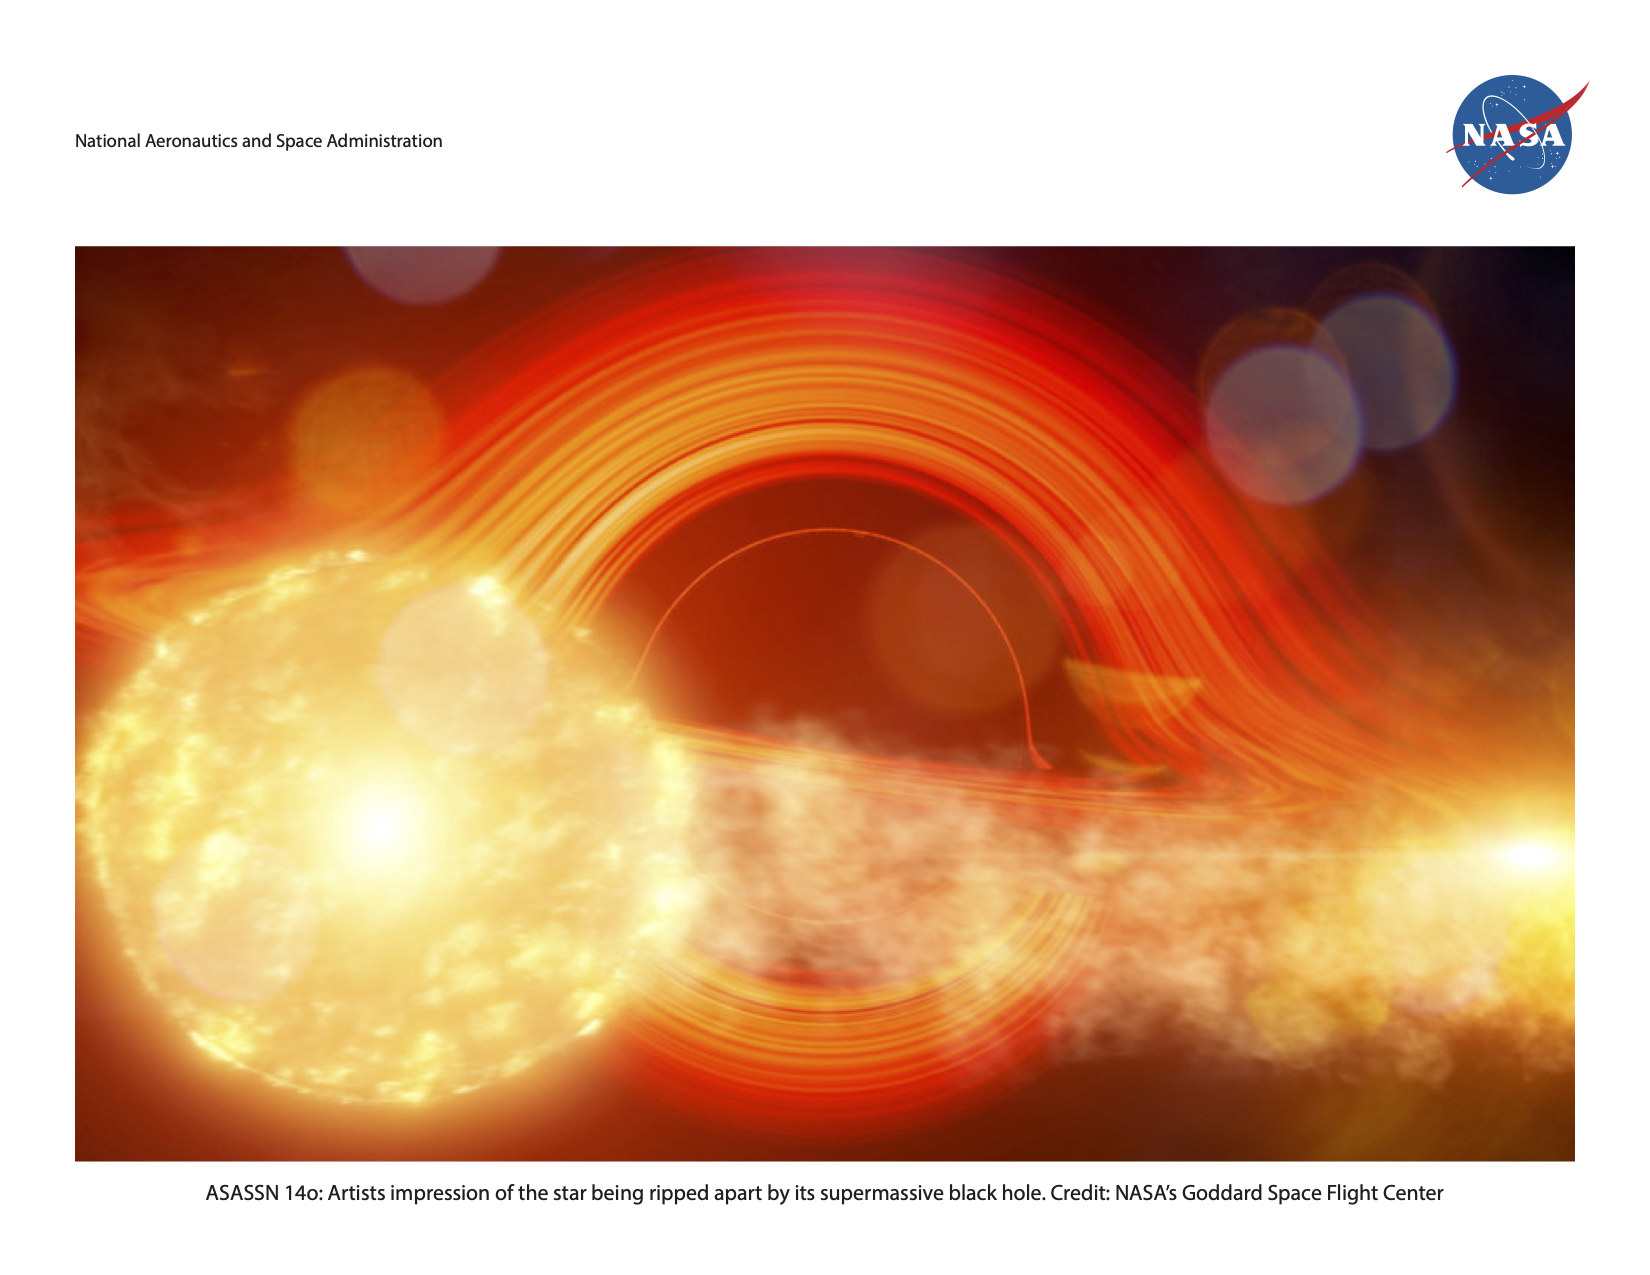 National Aeronautics and Space Administration
NASA
ASASSN 14o: Artists impression of the star being ripped apart by its supermassive black hole. Credit: NASA’s Goddard Space Flight Center